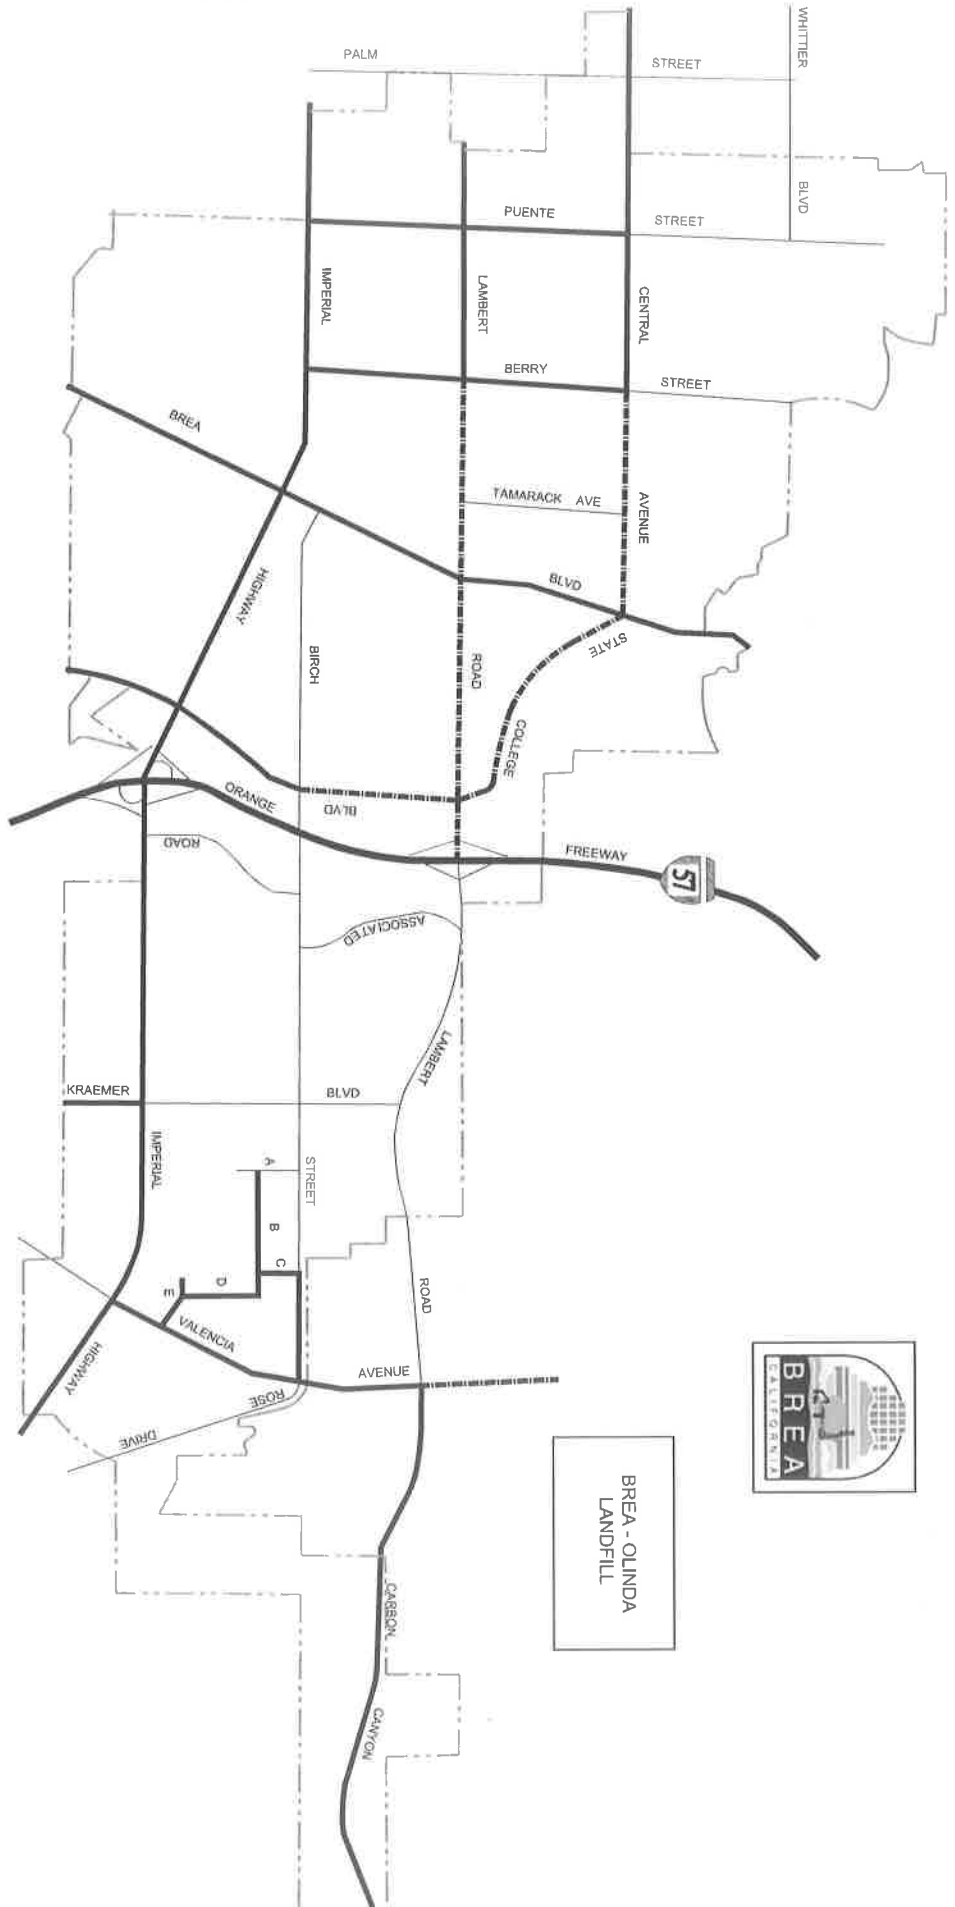 WHITTIER
BLVD
PALM
STREET
PUENTE
STREET
IMPERIAL
LAMBERT
CENTRAL
BERRY
STREET
BREA
TAMARACK AVE
AVENUE
HIGHWAY
BLVD
STATE
BIRCH
ROAD
COLLEGE
ORANGE
BLVD
FREEWAY
57
ROAD
ASSOCIATED
LAMBERT
KRAEMER
BLVD
IMPERIAL
A
STREET
B
C
D
E
ROAD
VALENCIA
AVENUE
HIGHWAY
ROSE
DRIVE
BREA
CALIFORNIA
BREA - OLINDA
LANDFILL
CARBON
CANYON